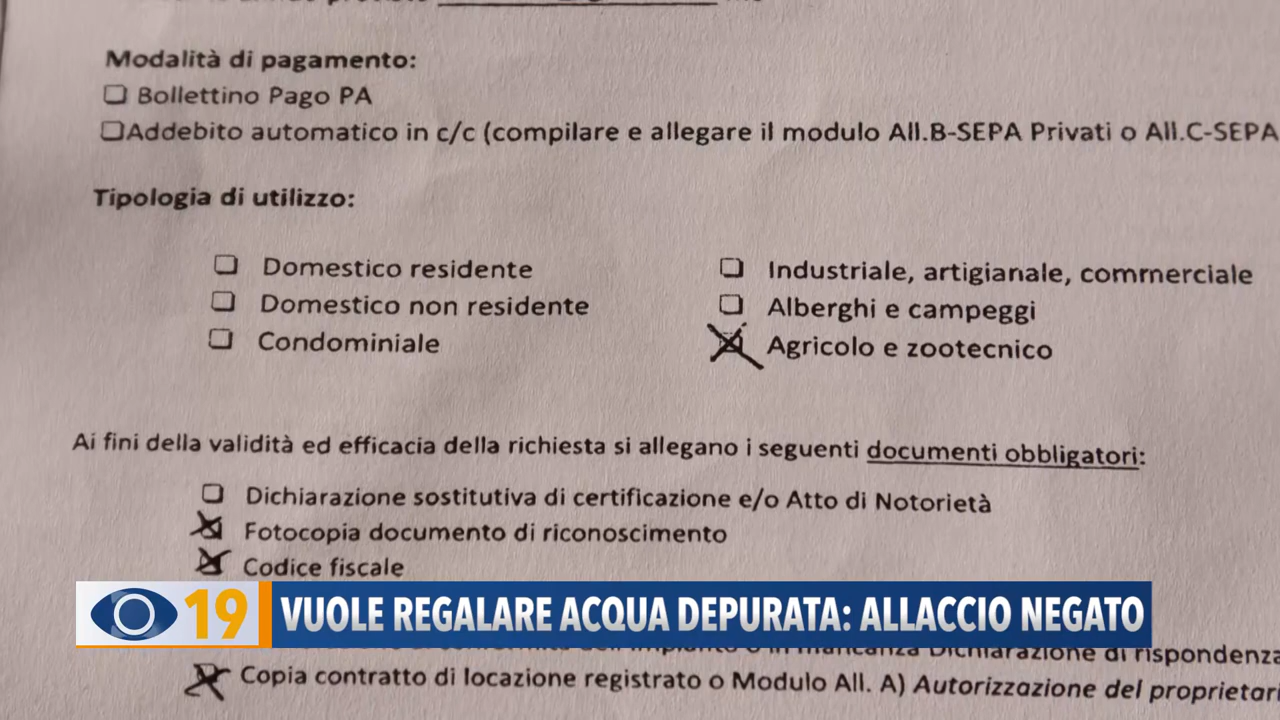 Modalità di pagamento:
Bollettino Pago PA
Addebito automatico in c/c (compilare e allegare il modulo All.B-SEPA Privati o All.C-SEPA
Tipologia di utilizzo:
Domestico residente
Domestico non residente
Condominiale
Industriale, artigianale, commerciale
Alberghi e campeggi
Agricolo e zootecnico
Ai fini della validità ed efficacia della richiesta si allegano i seguenti documenti obbligatori:
Dichiarazione sostitutiva di certificazione e/o Atto di Notorietà
Fotocopia documento di riconoscimento
Codice fiscale
19 VUOLE REGALARE ACQUA DEPURATA: ALLACCIO NEGATO
o in mancanza Dichiarazione di rispondenza
Copia contratto di locazione registrato o Modulo All. A) Autorizzazione del proprietari